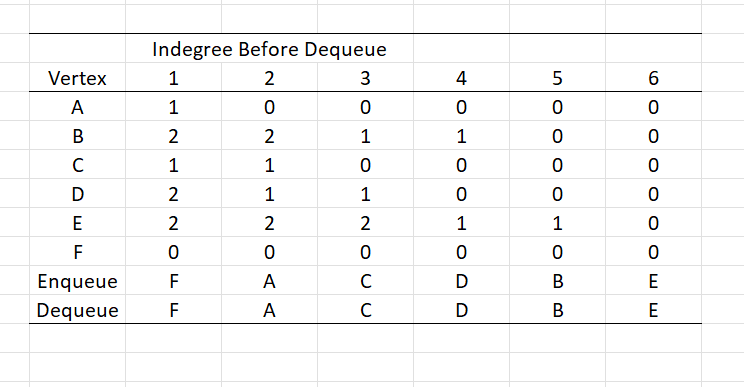 Indegree Before Dequeue
Vertex 1 2 3 4 5 6
A 1 0 0 0 0 0
B 2 2 1 1 0 0
C 1 1 0 0 0 0
D 2 1 1 0 0 0
E 2 2 2 1 1 0
F 0 0 0 0 0 0
Enqueue F A C D B E
Dequeue F A C D B E